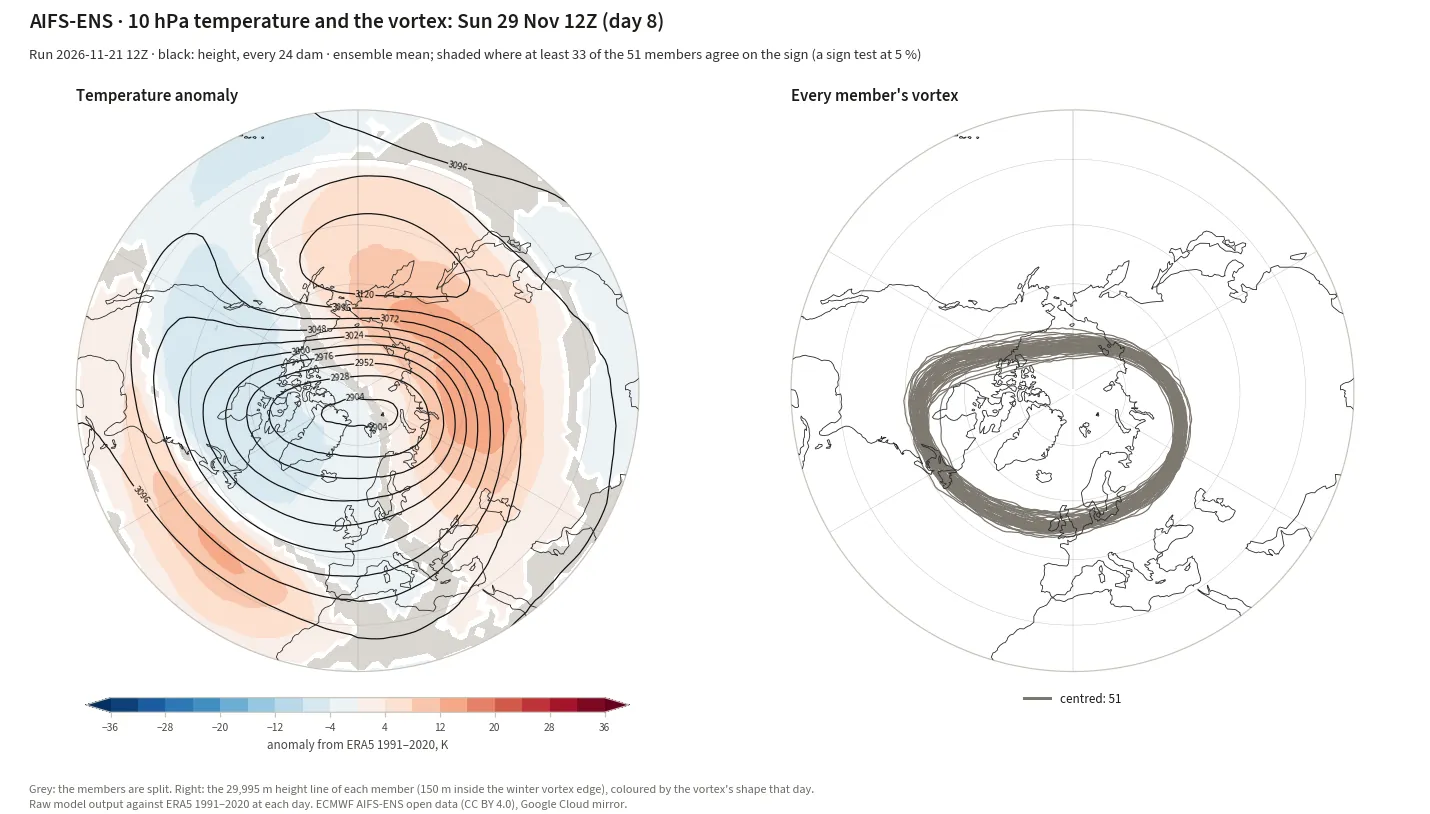 AIFS-ENS · 10 hPa temperature and the vortex: Sun 29 Nov 12Z (day 8)
Run 2026-11-21 12Z · black: height, every 24 dam · ensemble mean; shaded where at least 33 of the 51 members agree on the sign (a sign test at 5 %)
Temperature anomaly
Every member's vortex
3096
3120
3096
3072
3048
3024
3000
2976
2952
2928
2904
2904
3096
−36 −28 −20 −12 −4 4 12 20 28 36
anomaly from ERA5 1991–2020, K
centred: 51
Grey: the members are split. Right: the 29,995 m height line of each member (150 m inside the winter vortex edge), coloured by the vortex's shape that day.
Raw model output against ERA5 1991–2020 at each day. ECMWF AIFS-ENS open data (CC BY 4.0), Google Cloud mirror.